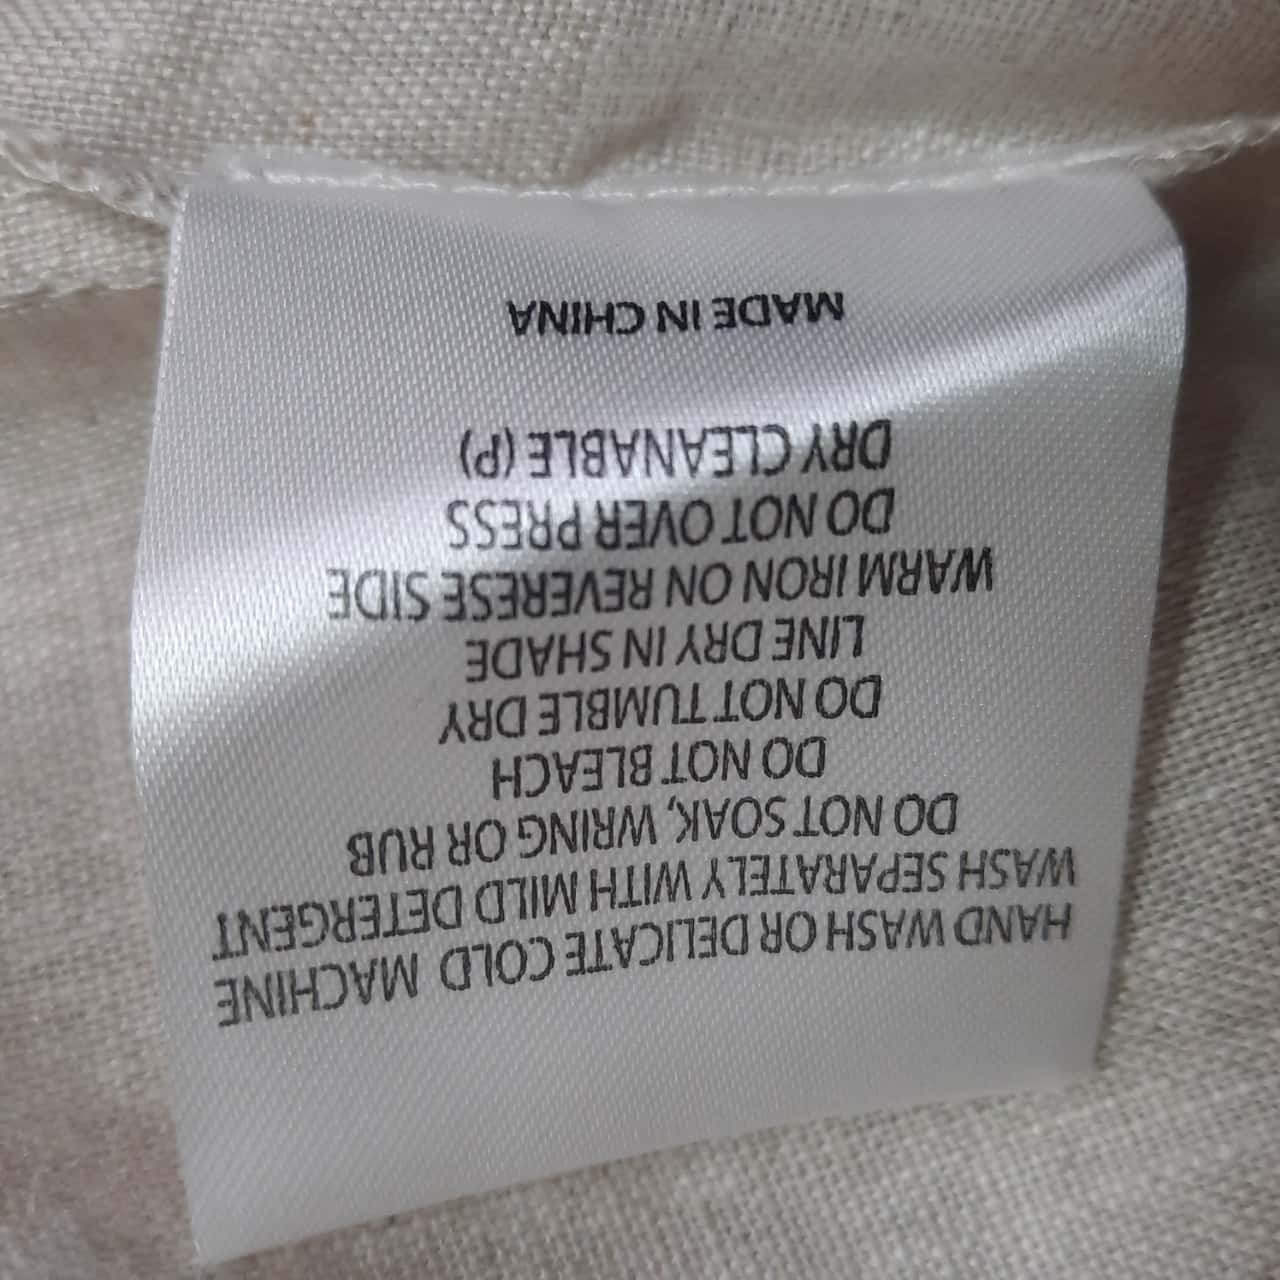 HAND WASH OR DELICATE COLD MACHINE
WASH SEPARATELY WITH MILD DETERGENT
DO NOT SOAK, WRING OR RUB
DO NOT BLEACH
DO NOT TUMBLE DRY
LINE DRY IN SHADE
WARM IRON ON REVERESE SIDE
DO NOT OVER PRESS
DRY CLEANABLE (P)
MADE IN CHINA